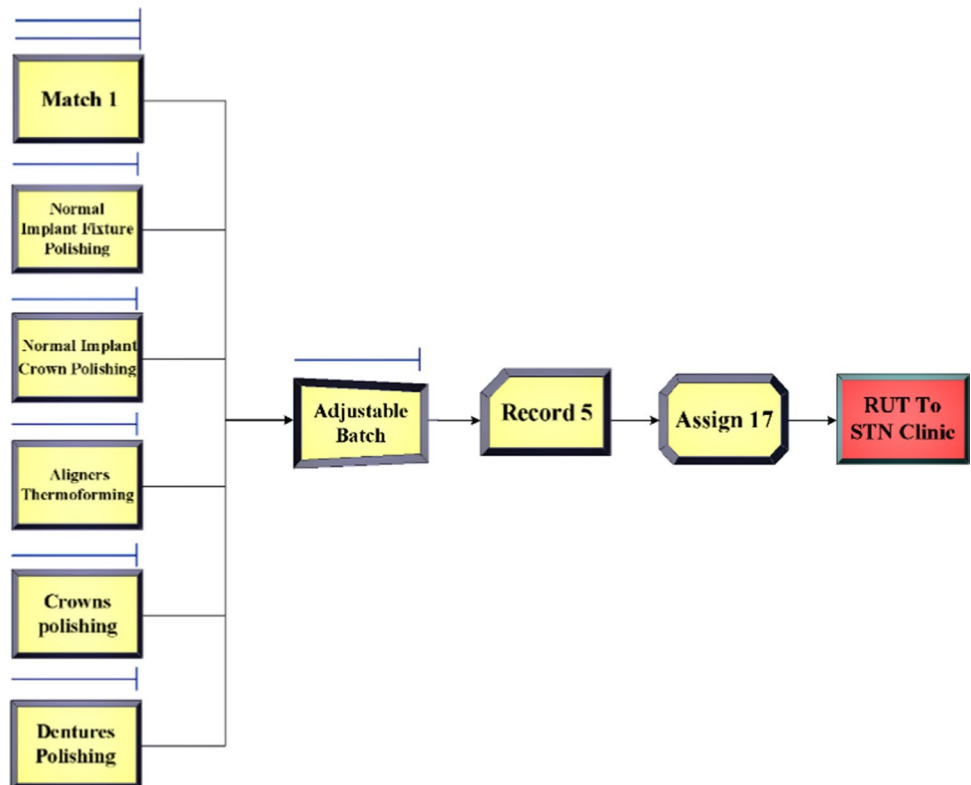 Match 1
Normal
Implant Fixture
Polishing
Normal Implant
Crown Polishing
Aligners
Thermoforming
Crowns
polishing
Dentures
Polishing
Adjustable
Batch
Record 5
Assign 17
RUT To
STN Clinic